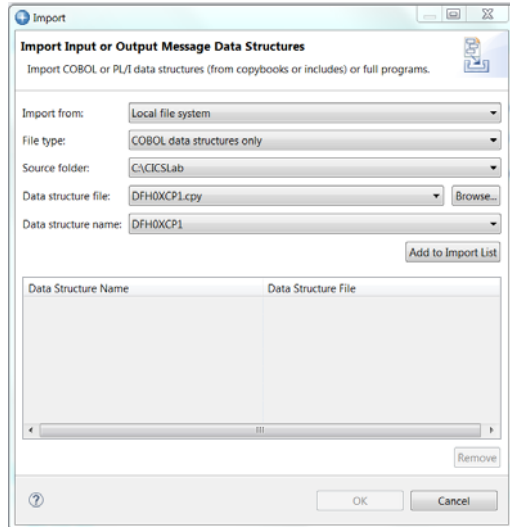 Import
Import Input or Output Message Data Structures
Import COBOL or PL/I data structures (from copybooks or includes) or full programs.
Import from: Local file system
File type: COBOL data structures only
Source folder: C:\CICSLab
Data structure file: DFH0XCP1.cpy Browse...
Data structure name: DFH0XCP1
Add to Import List
Data Structure Name Data Structure File
Remove
OK Cancel